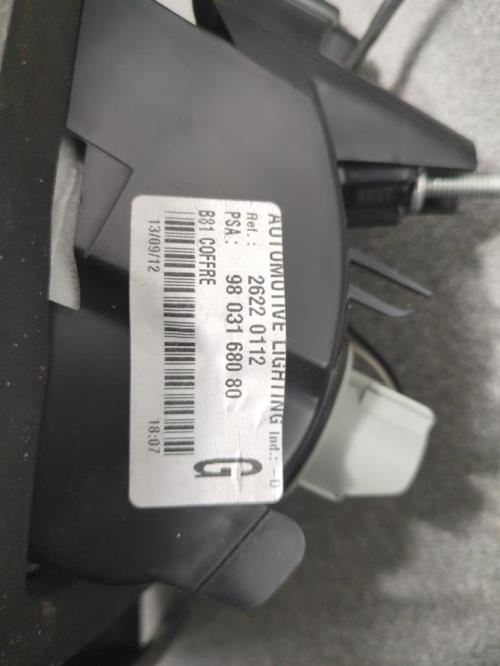 AUTOMOTIVE LIGHTING Ind.: -D
Ref.: 2622 0112
PSA: 98 031 680 80
B81 COFFRE
G
13/09/12 18:07